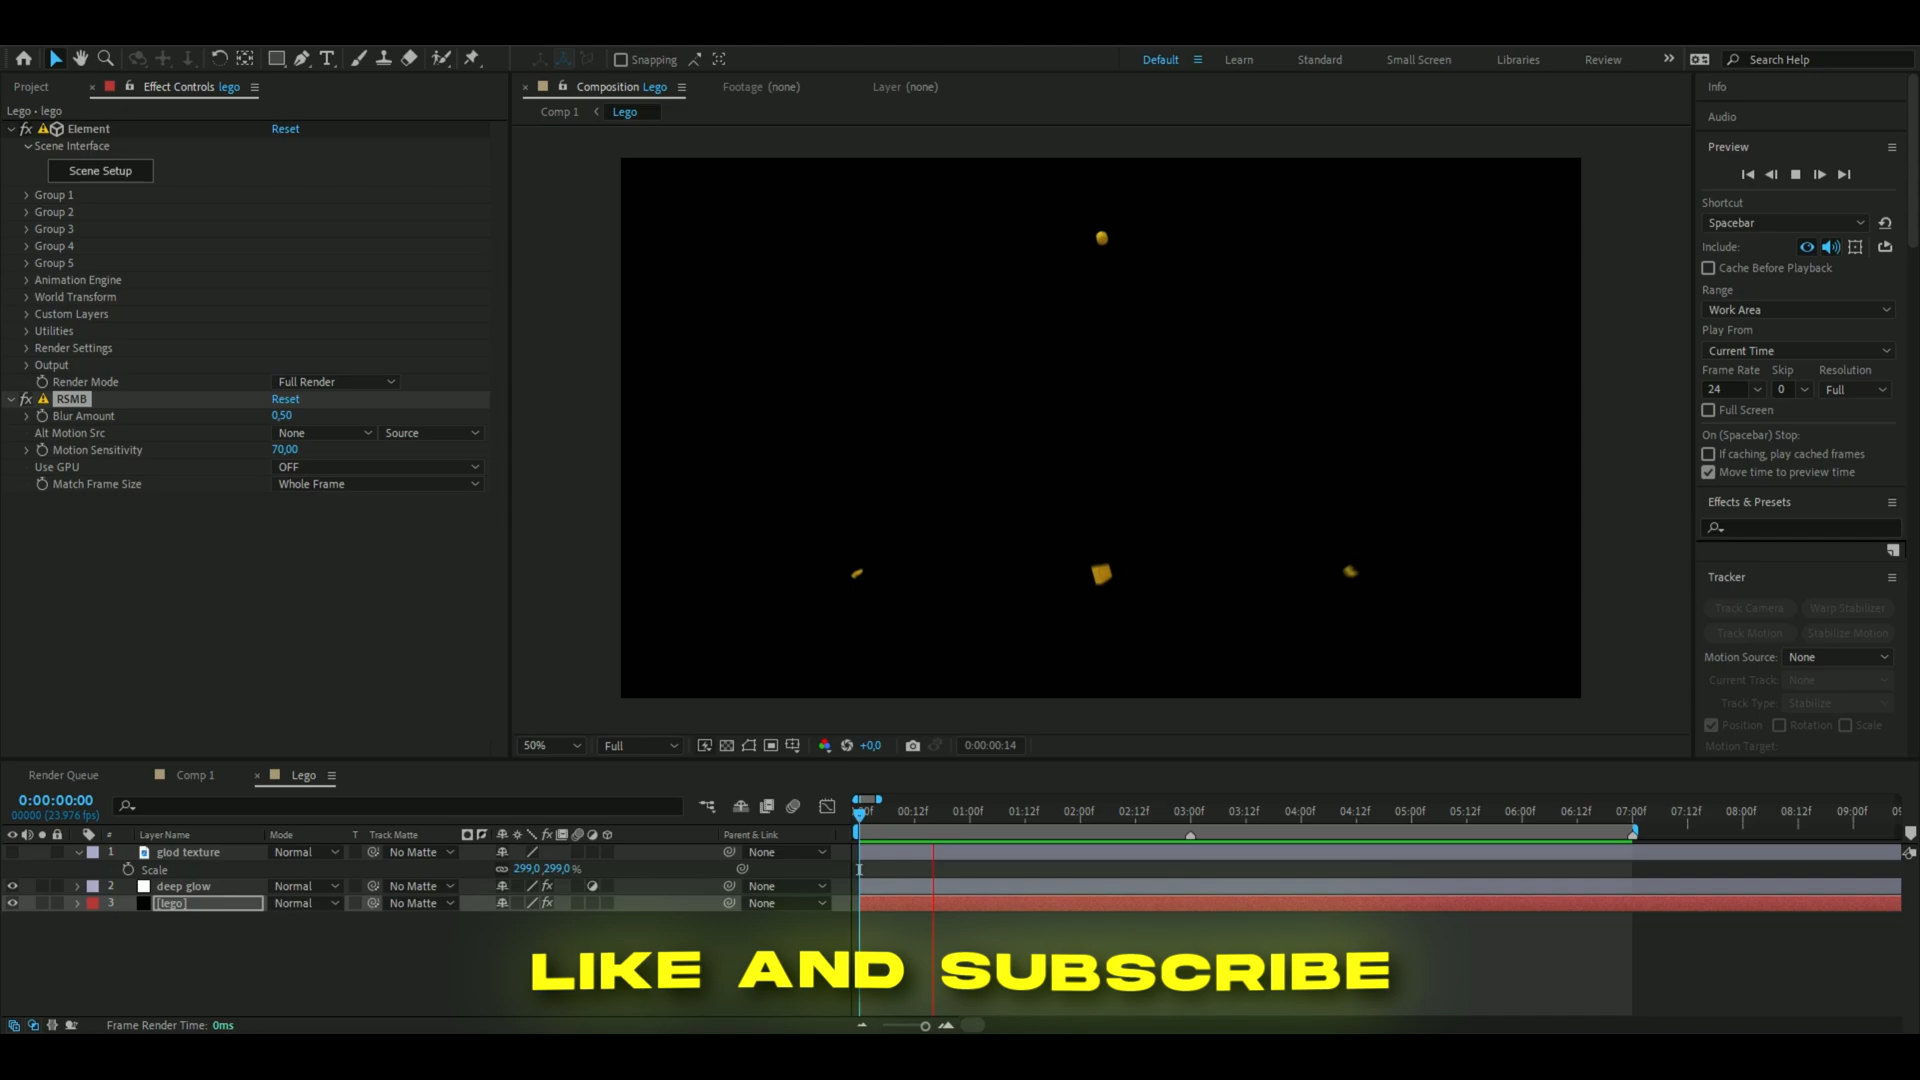 Snapping
Default
Learn
Standard
Small Screen
Libraries
Review
Search Help
Project
Effect Controls lego
Composition Lego
Footage (none)
Layer (none)
Info
Lego • lego
Comp 1
Lego
Audio
fx Element Reset
Scene Interface
Scene Setup
Group 1
Group 2
Group 3
Group 4
Group 5
Animation Engine
World Transform
Custom Layers
Utilities
Render Settings
Output
Render Mode Full Render
fx RSMB Reset
Blur Amount 0,50
Alt Motion Src None Source
Motion Sensitivity 70,00
Use GPU OFF
Match Frame Size Whole Frame
Preview
Shortcut
Spacebar
Include:
Cache Before Playback
Range
Work Area
Play From
Current Time
Frame Rate Skip Resolution
24 0 Full
Full Screen
On (Spacebar) Stop:
If caching, play cached frames
Move time to preview time
Effects & Presets
Tracker
Track Camera Warp Stabilizer
Track Motion Stabilize Motion
Motion Source: None
Current Track: None
Track Type Stabilize
Position Rotation Scale
Motion Target:
50% Full +0,0 0:00:00:14
Render Queue Comp 1 Lego
0:00:00:00
00000 (23.976 fps)
00:12f 01:00f 01:12f 02:00f 02:12f 03:00f 03:12f 04:00f 04:12f 05:00f 05:12f 06:00f 06:12f 07:00f 07:12f 08:00f 08:12f 09:00f
# Layer Name Mode T Track Matte fx Parent & Link
1 glod texture Normal No Matte None
Scale 299,0,299,0 %
2 deep glow Normal No Matte fx None
3 [lego] Normal No Matte fx None
LIKE AND SUBSCRIBE
Frame Render Time: 0ms